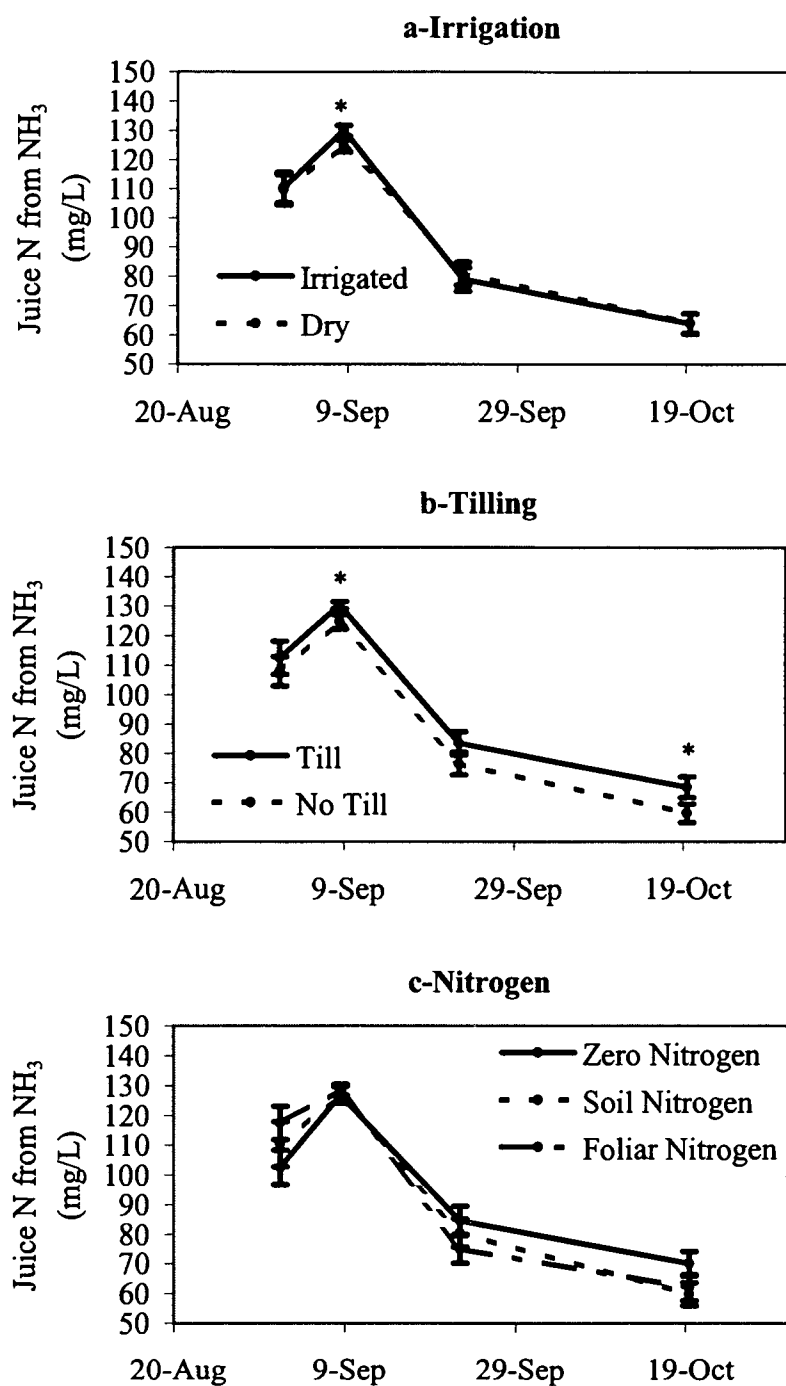 a-Irrigation
Juice N from NH₃
(mg/L)
150
140
130
120
110
100
90
80
70
60
50
*
Irrigated
Dry
20-Aug 9-Sep 29-Sep 19-Oct
b-Tilling
Juice N from NH₃
(mg/L)
150
140
130
120
110
100
90
80
70
60
50
*
*
Till
No Till
20-Aug 9-Sep 29-Sep 19-Oct
c-Nitrogen
Juice N from NH₃
(mg/L)
150
140
130
120
110
100
90
80
70
60
50
Zero Nitrogen
Soil Nitrogen
Foliar Nitrogen
20-Aug 9-Sep 29-Sep 19-Oct